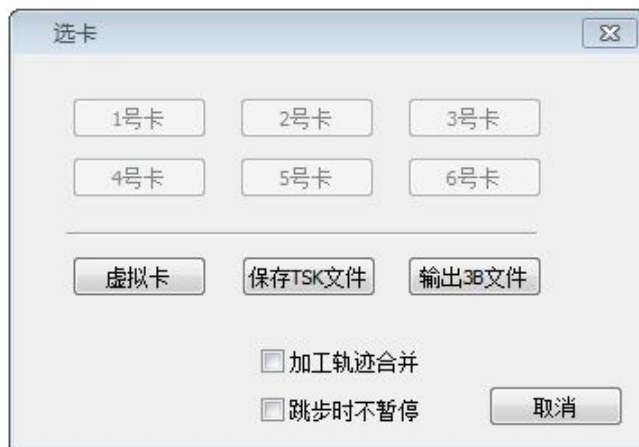 选卡
1号卡 2号卡 3号卡
4号卡 5号卡 6号卡
虚拟卡 保存TSK文件 输出3B文件
加工轨迹合并
跳步时不暂停 取消